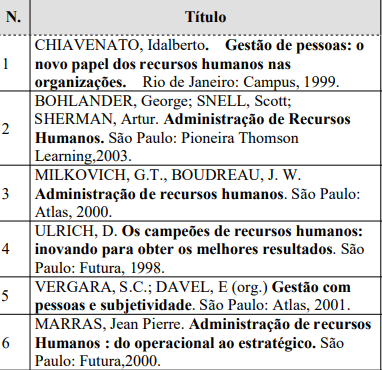 N. Título
1 CHIAVENATO, Idalberto. Gestão de pessoas: o
novo papel dos recursos humanos nas
organizações. Rio de Janeiro: Campus, 1999.
2 BOHLANDER, George; SNELL, Scott;
SHERMAN, Artur. Administração de Recursos
Humanos. São Paulo: Pioneira Thomson
Learning,2003.
3 MILKOVICH, G.T., BOUDREAU, J. W.
Administração de recursos humanos. São Paulo:
Atlas, 2000.
4 ULRICH, D. Os campeões de recursos humanos:
inovando para obter os melhores resultados. São
Paulo: Futura, 1998.
5 VERGARA, S.C.; DAVEL, E (org.) Gestão com
pessoas e subjetividade. São Paulo: Atlas, 2001.
6 MARRAS, Jean Pierre. Administração de recursos
Humanos : do operacional ao estratégico. São
Paulo: Futura,2000.